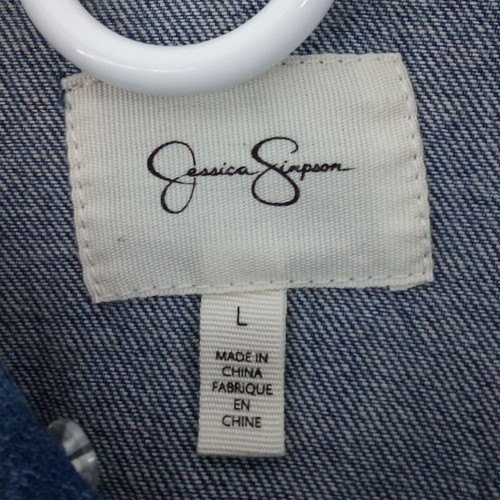 Jessica Simpson
L
MADE IN
CHINA
FABRIQUE
EN
CHINE